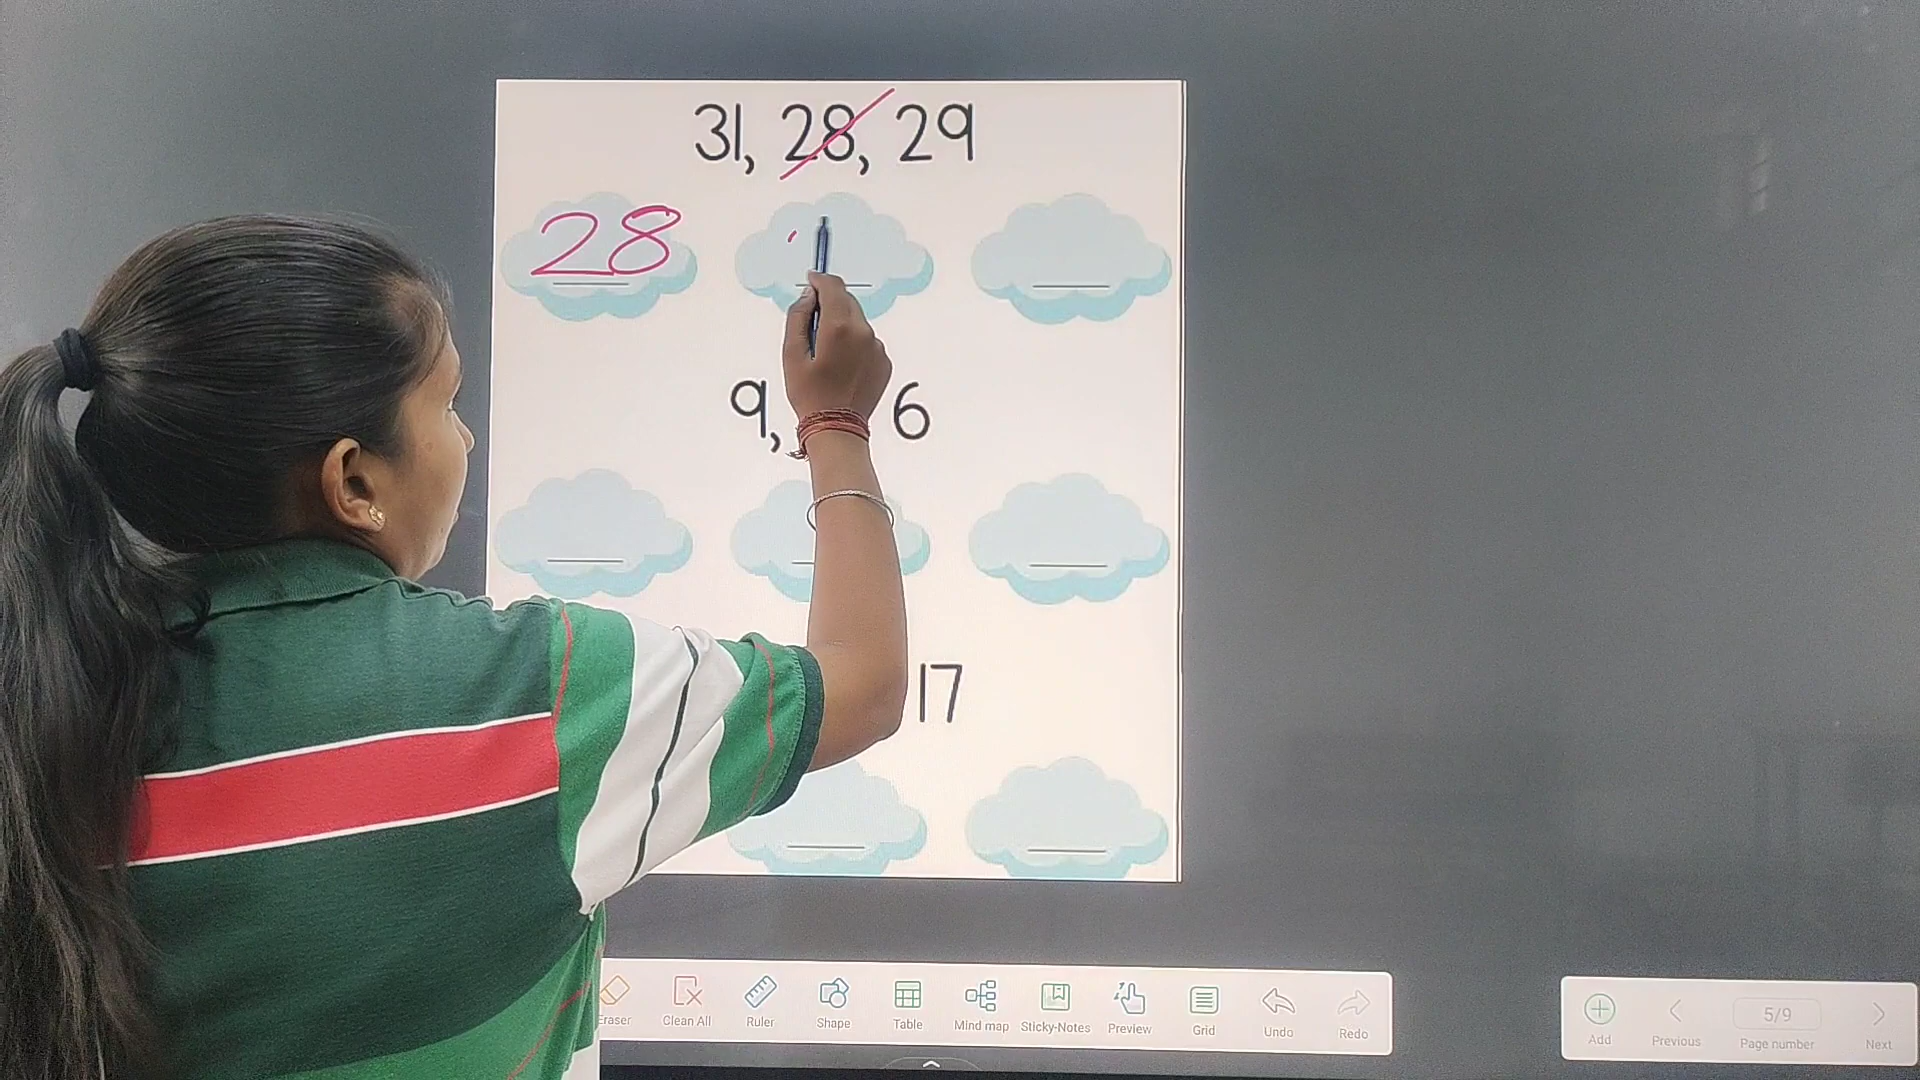 31, 28, 29
28
9, 6
17
Eraser Clean All Ruler Shape Table Mind map Sticky-Notes Preview Grid Undo Redo
5/9
Add Previous Page number Next